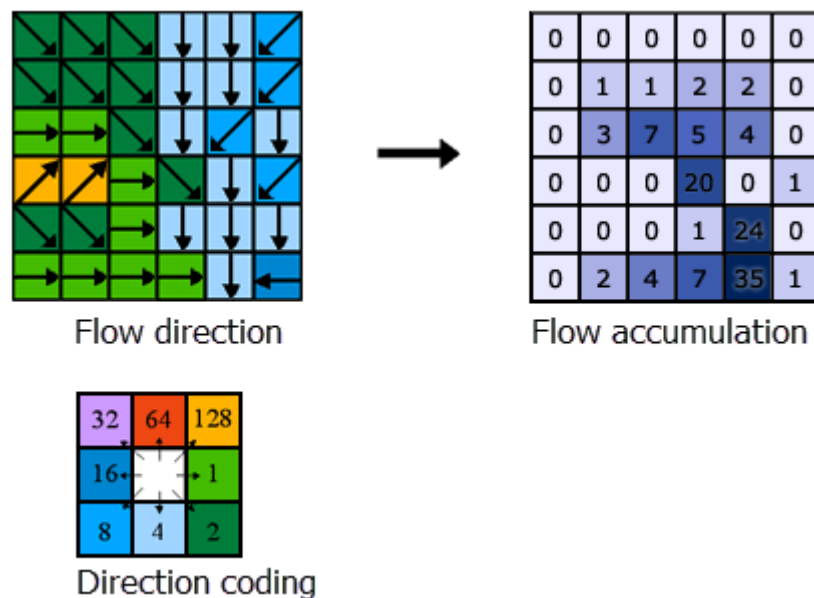 0 0 0 0 0 0
0 1 1 2 2 0
0 3 7 5 4 0
0 0 0 20 0 1
0 0 0 1 24 0
0 2 4 7 35 1
Flow direction
Flow accumulation
32 64 128
16 1
8 4 2
Direction coding